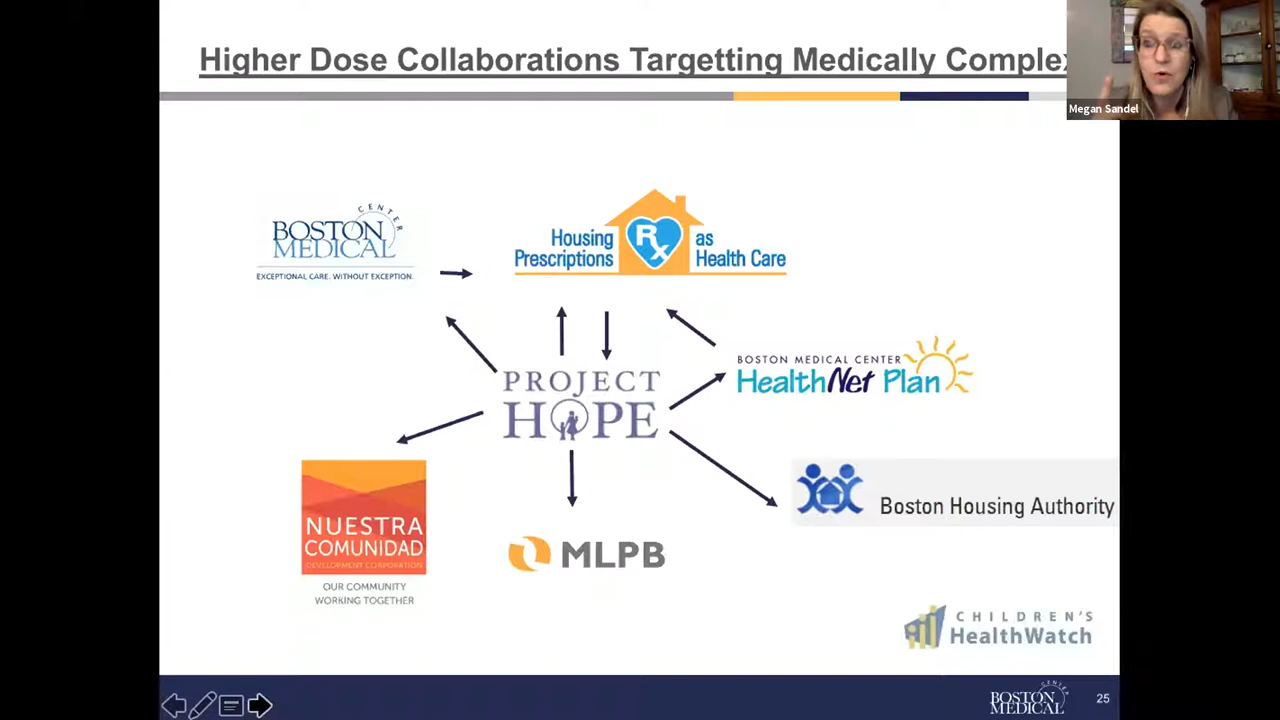 Higher Dose Collaborations Targetting Medically Complex
Megan Sandel
BOSTON
MEDICAL
CENTER
EXCEPTIONAL CARE. WITHOUT EXCEPTION.
Housing
Prescriptions
Rx
as
Health Care
BOSTON MEDICAL CENTER
HealthNet Plan
PROJECT
HOPE
NUESTRA
COMUNIDAD
DEVELOPMENT CORPORATION
OUR COMMUNITY
WORKING TOGETHER
MLPB
Boston Housing Authority
CHILDREN'S
HealthWatch
BOSTON
MEDICAL
CENTER
25